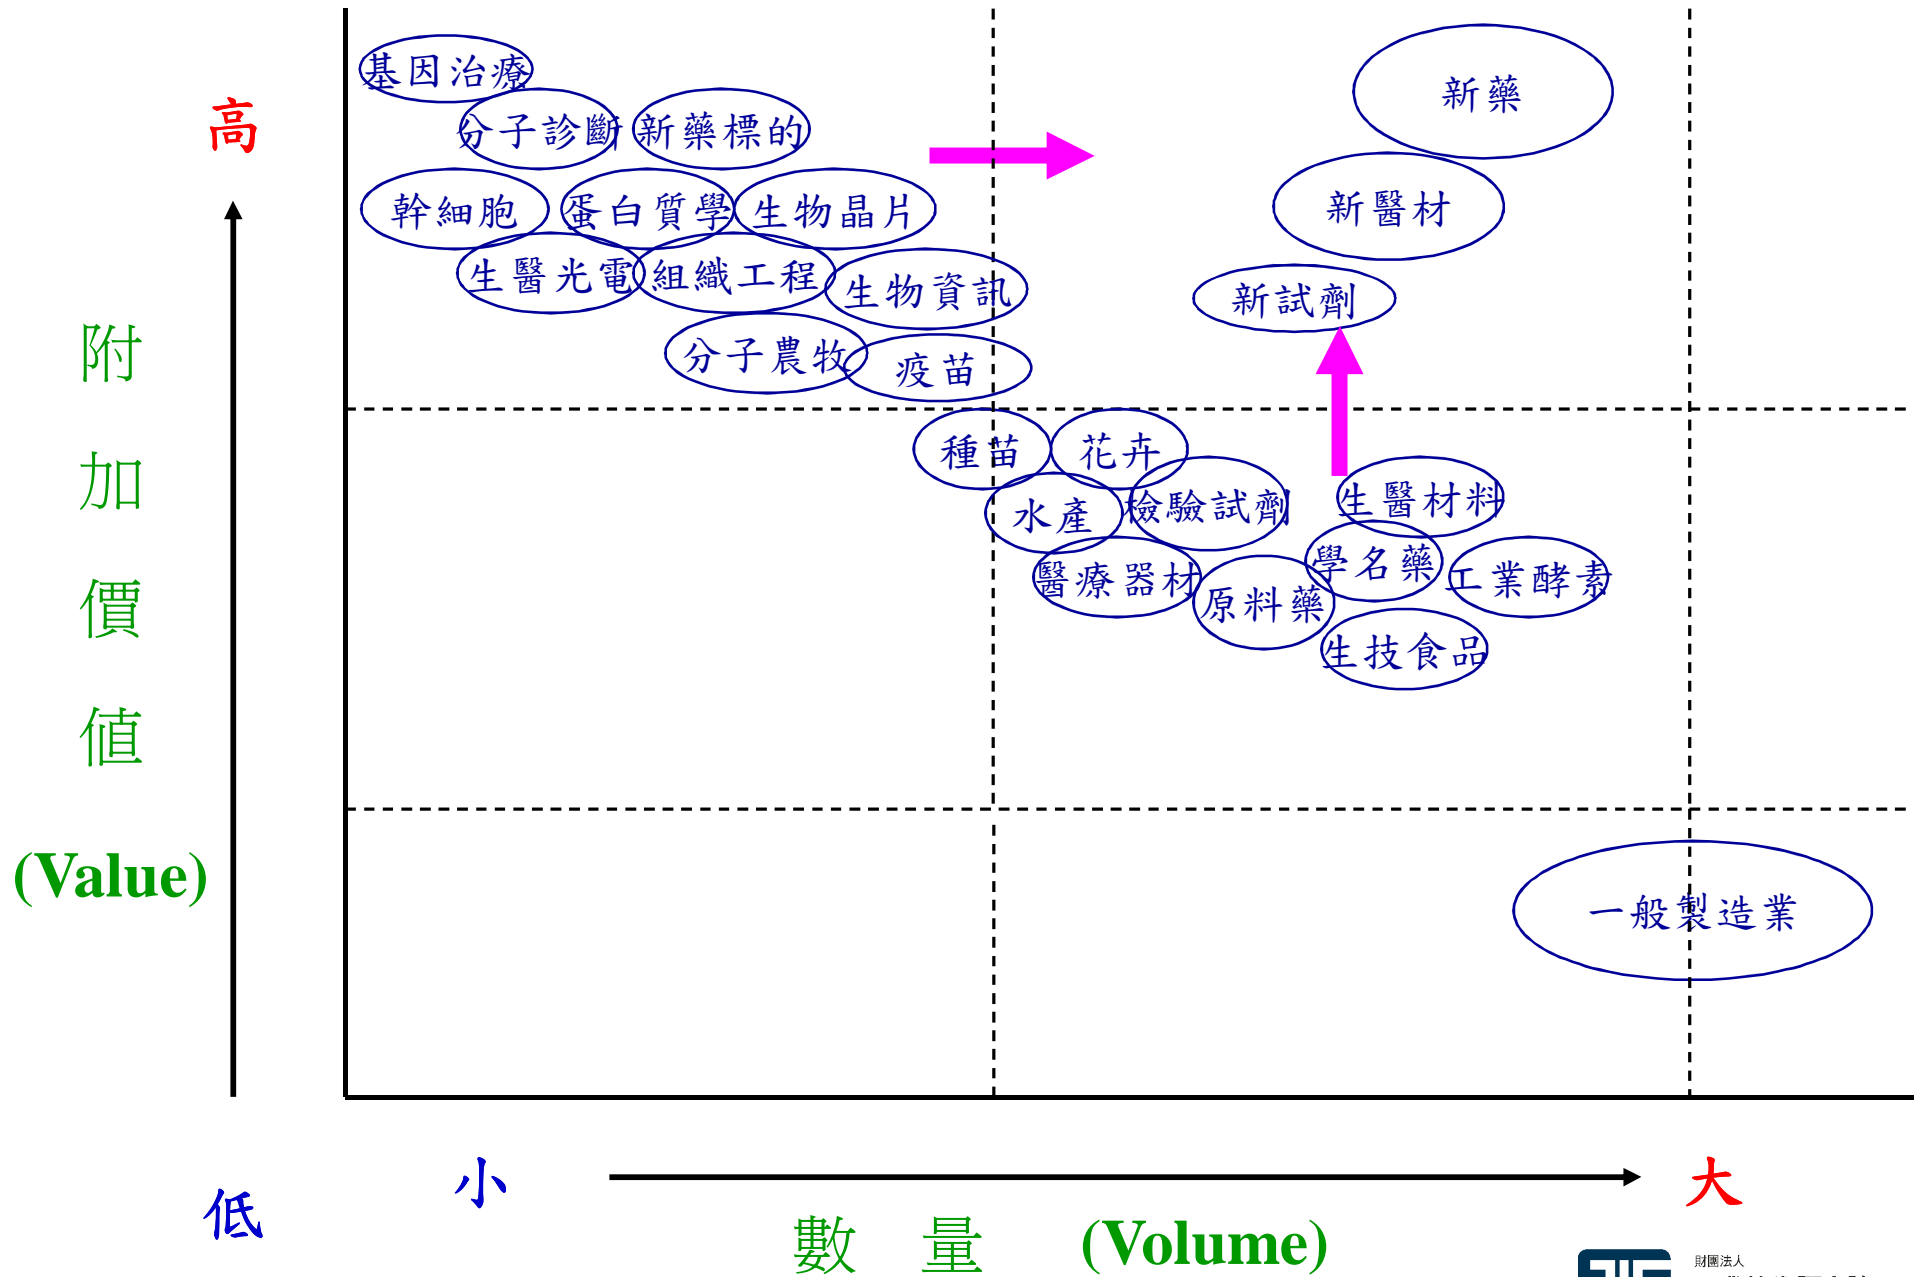 基因治療
新藥
高
分子診斷
新藥標的
幹細胞
蛋白質學
生物晶片
新醫材
生醫光電
組織工程
生物資訊
新試劑
分子農牧
疫苗
附
加
價
值
(Value)
種苗
花卉
水產
檢驗試劑
生醫材料
醫療器材
原料藥
學名藥
工業酵素
生技食品
一般製造業
低
小
大
數 量 (Volume)
財團法人